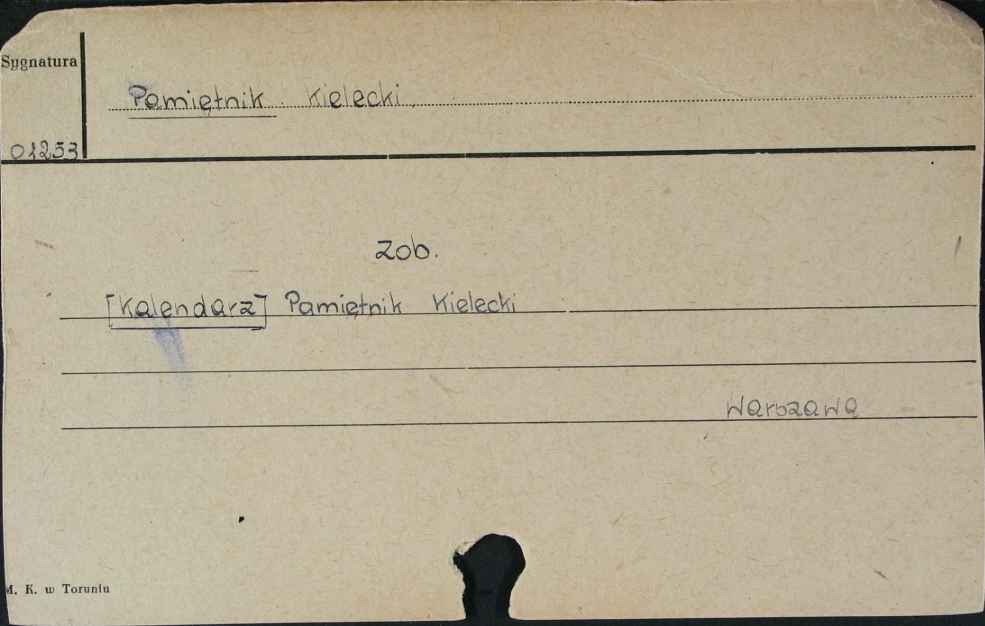 Sygnatura
Pamiętnik Kielecki.
01253
Zob.
[Kalendarz] Pamiętnik Kielecki
Warszawa
M. K. w Toruniu